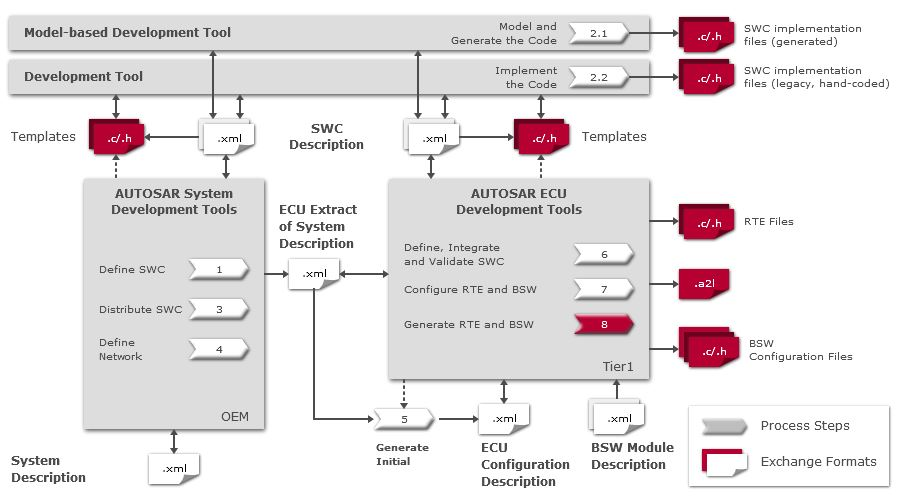 Model-based Development Tool
Model and
Generate the Code
2.1
.c/.h
SWC implementation
files (generated)
Development Tool
Implement
the Code
2.2
.c/.h
SWC implementation
files (legacy, hand-coded)
Templates
.c/.h
.xml
SWC
Description
.xml
.c/.h
Templates
AUTOSAR System
Development Tools
Define SWC
1
Distribute SWC
3
Define
Network
4
OEM
ECU Extract
of System
Description
.xml
AUTOSAR ECU
Development Tools
Define, Integrate
and Validate SWC
6
Configure RTE and BSW
7
Generate RTE and BSW
8
Tier1
.c/.h
RTE Files
.a2l
.c/.h
BSW
Configuration Files
5
Generate
Initial
.xml
ECU
Configuration
Description
.xml
BSW Module
Description
System
Description
.xml
Process Steps
Exchange Formats